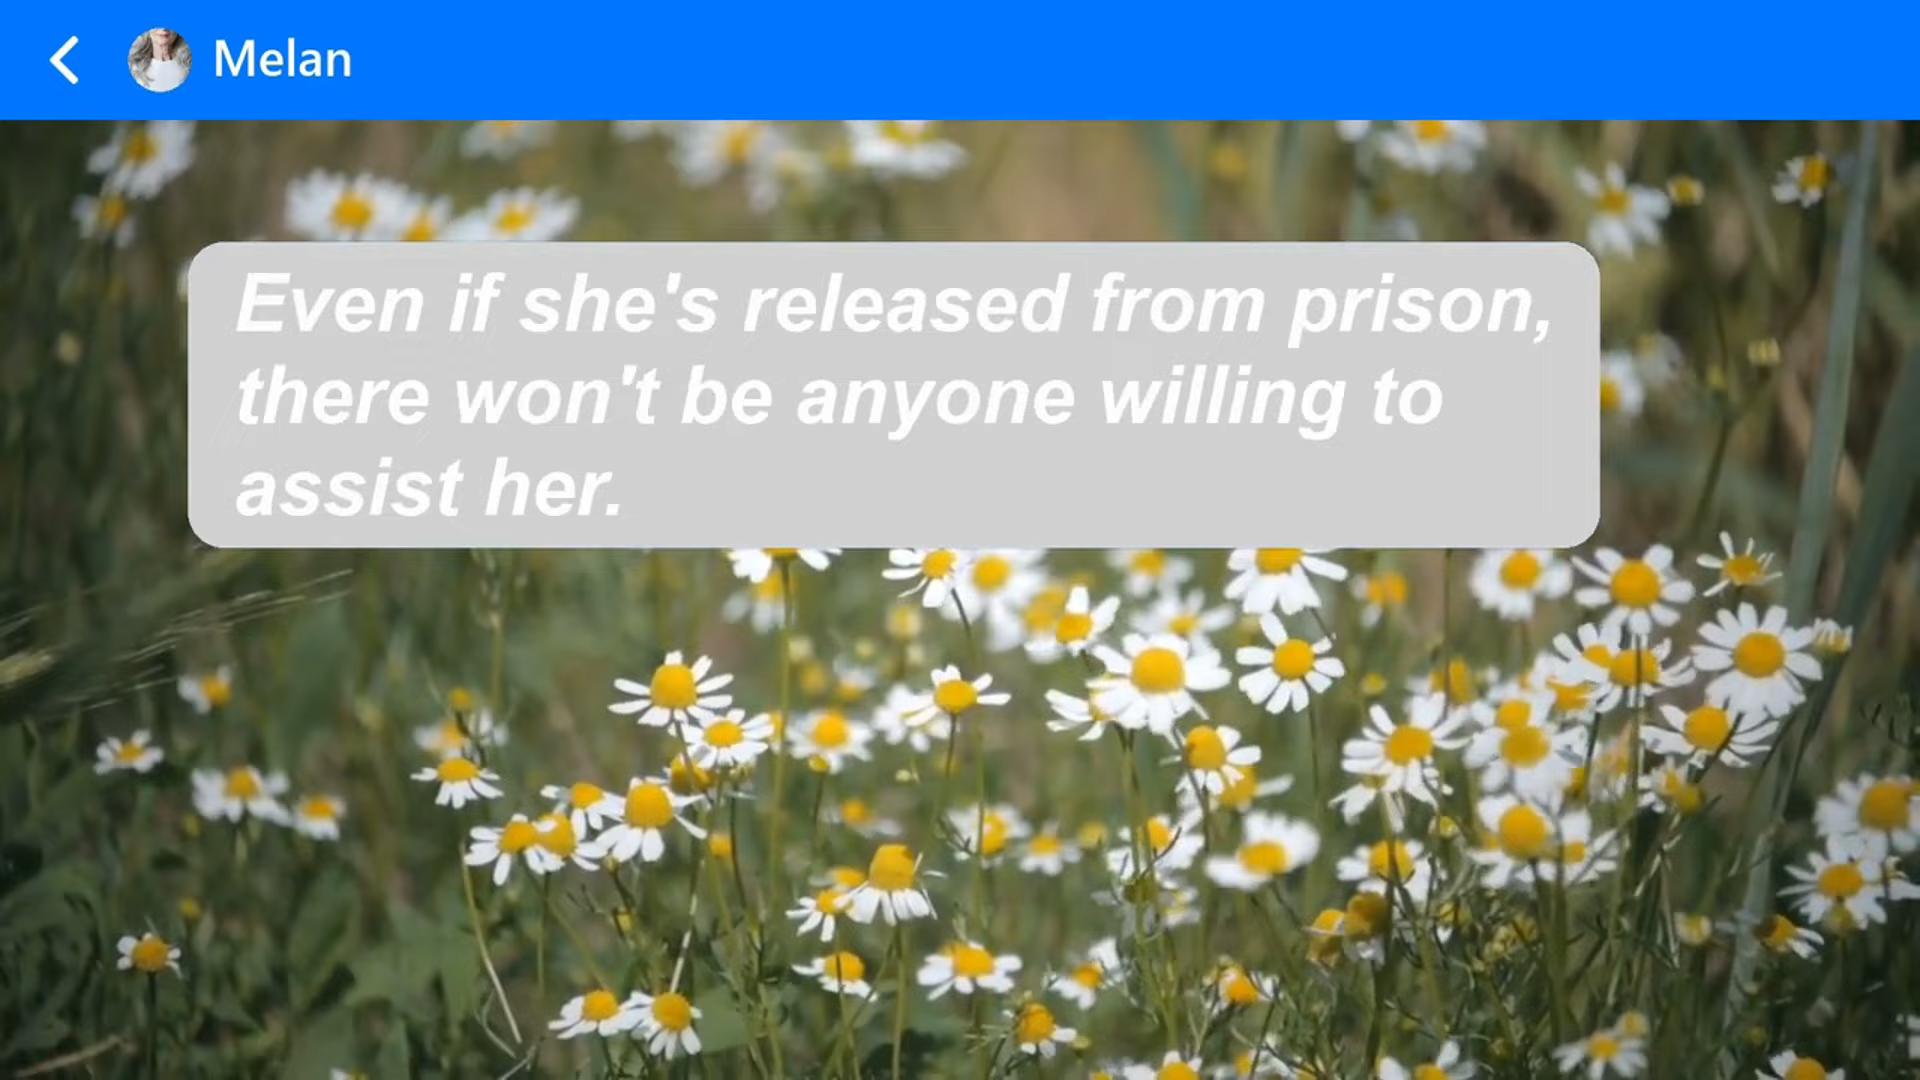 Melan
Even if she's released from prison,
there won't be anyone willing to
assist her.